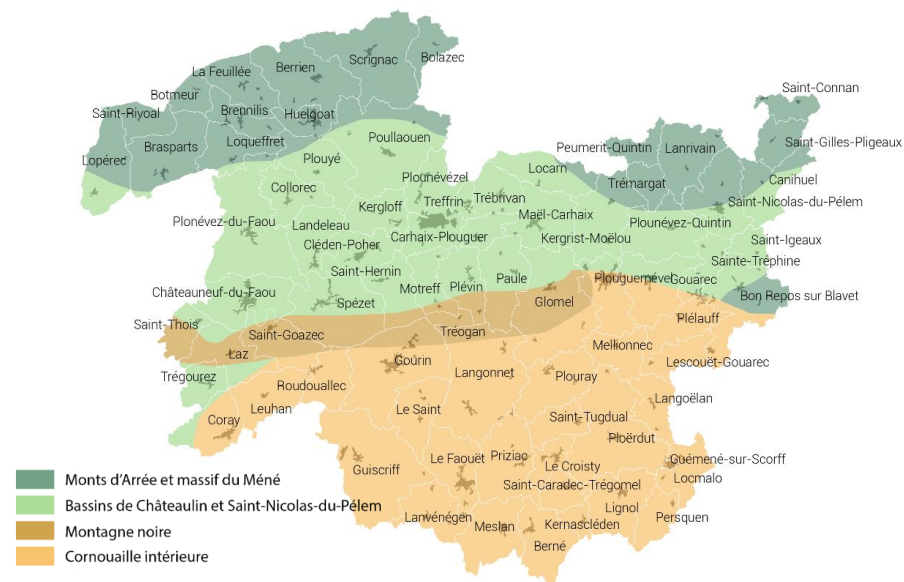 Scrignac
Bolazec
La Feuillée
Berrien
Botmeur
Saint-Connan
Saint-Riyoal
Brennilis
Huelgoat
Poullaouen
Saint-Gilles-Pligeaux
Brasparts
Loqueffret
Peumerit-Quintin
Lanrivain
Lopérec
Plouyé
Locarn
Plounévézel
Trémargat
Canihuel
Collorec
Treffrin
Trébrivan
Kergloff
Saint-Nicolas-du-Pélem
Plonévez-du-Faou
Landeleau
Maël-Carhaix
Plounévez-Quintin
Carhaix-Plouguer
Kergrist-Moëlou
Saint-Igeaux
Cléden-Poher
Sainte-Tréphine
Saint-Hernin
Paule
Plouguernével
Gouarec
Châteauneuf-du-Faou
Motreff
Plévin
Bon Repos sur Blavet
Spézet
Glomel
Saint-Thois
Plélauff
Saint-Goazec
Tréogan
Laz
Mellionnec
Gourin
Lescouët-Gouarec
Trégourez
Langonnet
Plouray
Roudouallec
Langoëlan
Leuhan
Le Saint
Coray
Saint-Tugdual
Ploërdut
Guiscriff
Le Faouët
Priziac
Guémené-sur-Scorff
Le Croisty
Locmalo
Saint-Caradec-Trégomel
Lignol
Persquen
Lanvénégen
Meslan
Kernascléden
Berné
Monts d'Arrée et massif du Méné
Bassins de Châteaulin et Saint-Nicolas-du-Pélem
Montagne noire
Cornouaille intérieure